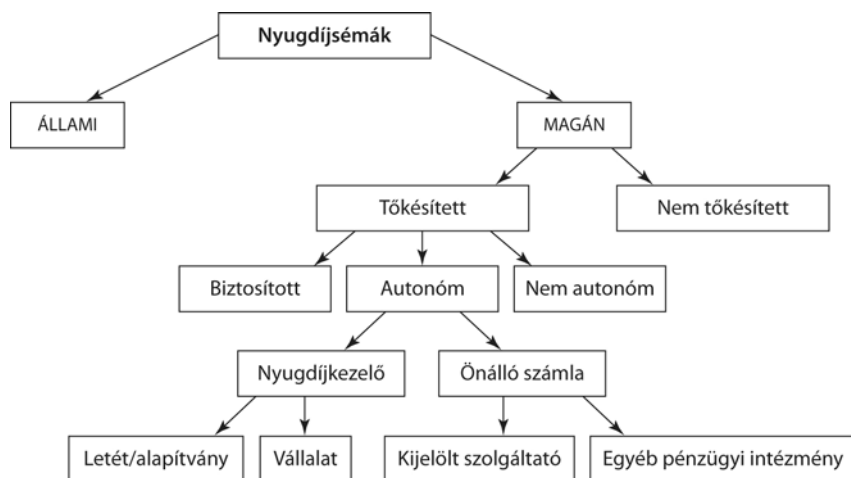 Nyugdíjsémák
ÁLLAMI
MAGÁN
Tőkésített
Nem tőkésített
Biztosított
Autonóm
Nem autonóm
Nyugdíjkezelő
Önálló számla
Letét/alapítvány
Vállalat
Kijelölt szolgáltató
Egyéb pénzügyi intézmény